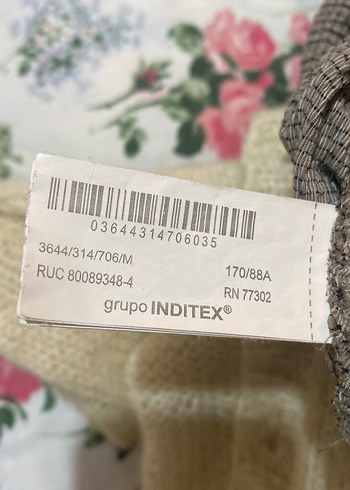 03644314706035
3644/314/706/M
170/88A
RUC 80089348-4
RN 77302
grupo INDITEX®